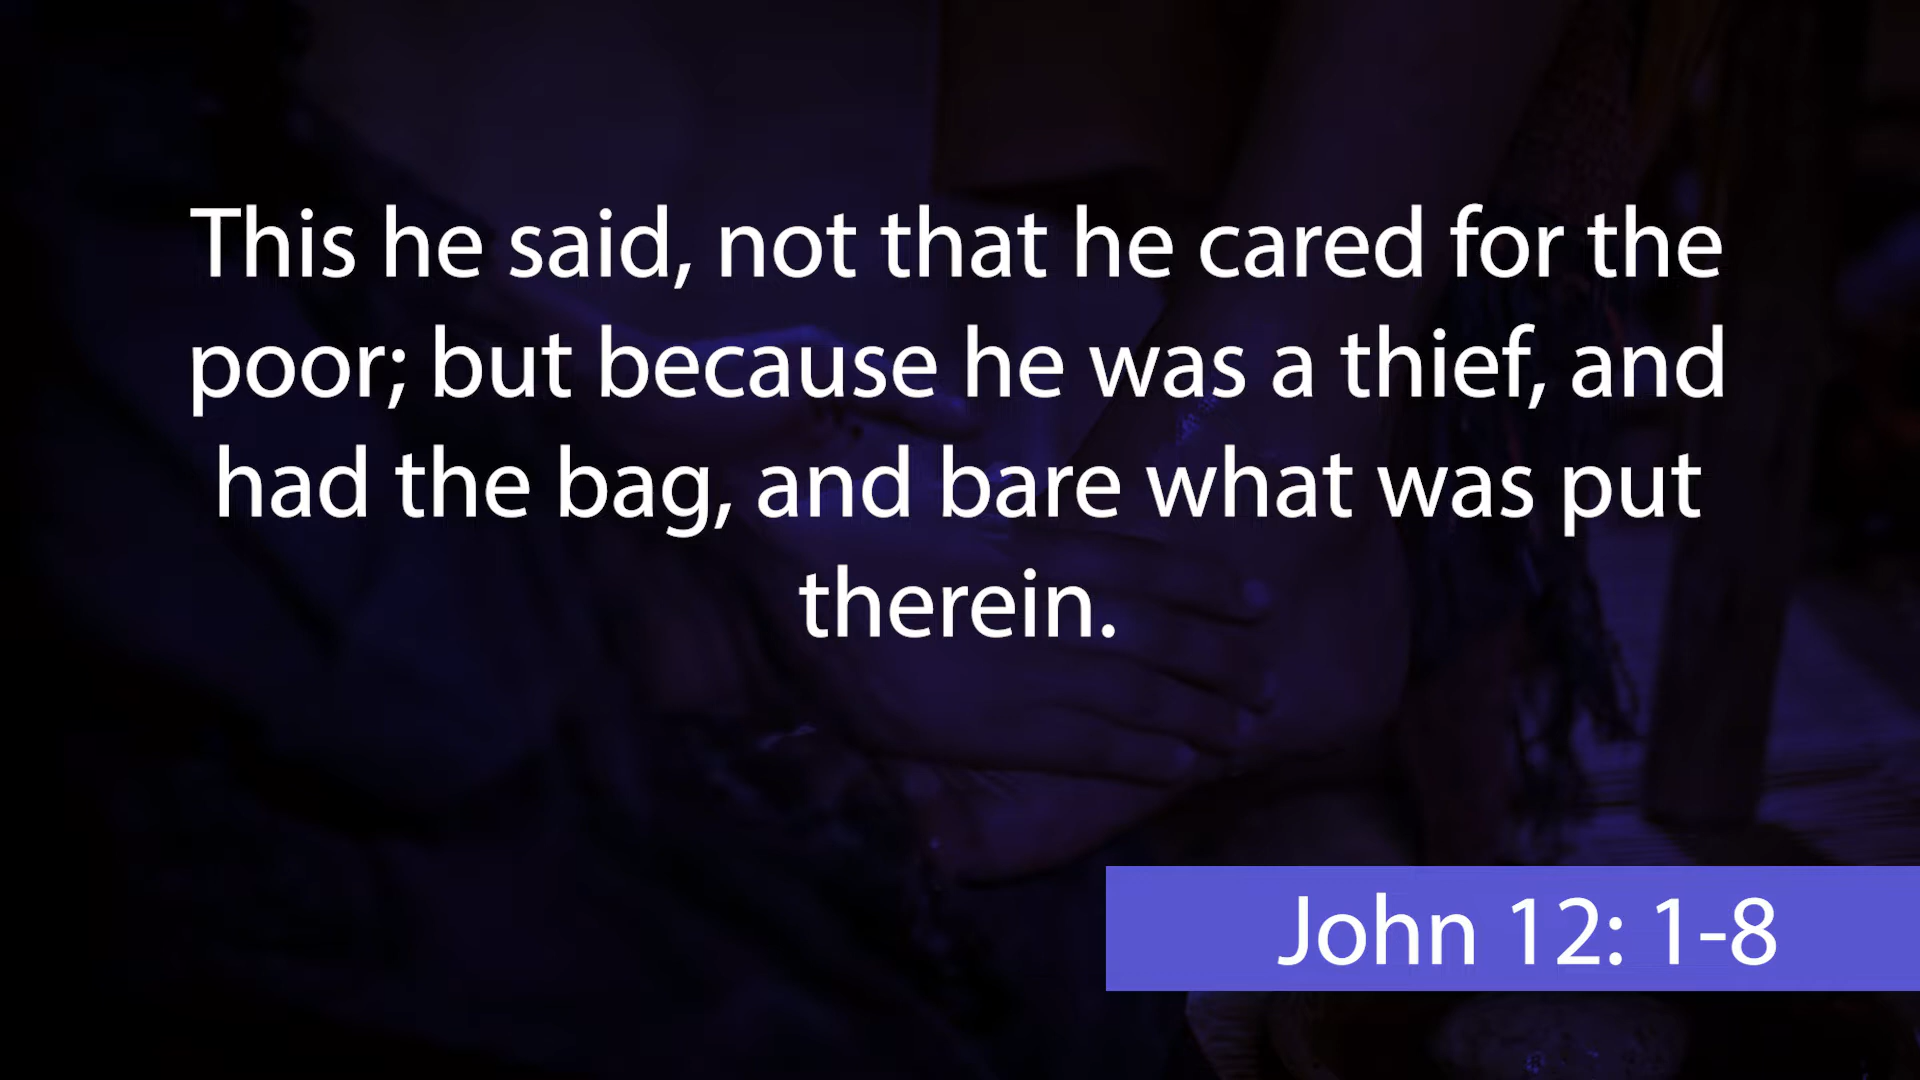 This he said, not that he cared for the
poor; but because he was a thief, and
had the bag, and bare what was put
therein.
John 12: 1-8